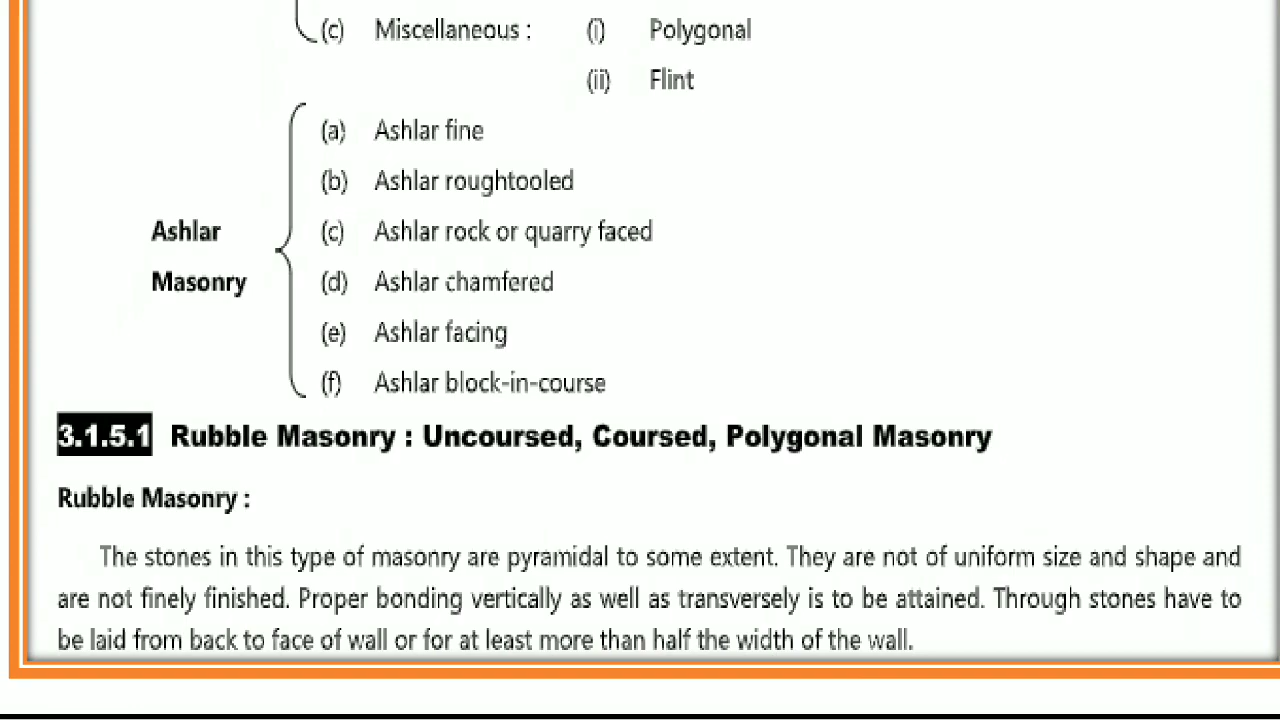 (c) Miscellaneous : (i) Polygonal
(ii) Flint
(a) Ashlar fine
(b) Ashlar roughtooled
Ashlar (c) Ashlar rock or quarry faced
Masonry (d) Ashlar chamfered
(e) Ashlar facing
(f) Ashlar block-in-course
3.1.5.1 Rubble Masonry : Uncoursed, Coursed, Polygonal Masonry
Rubble Masonry :
The stones in this type of masonry are pyramidal to some extent. They are not of uniform size and shape and
are not finely finished. Proper bonding vertically as well as transversely is to be attained. Through stones have to
be laid from back to face of wall or for at least more than half the width of the wall.